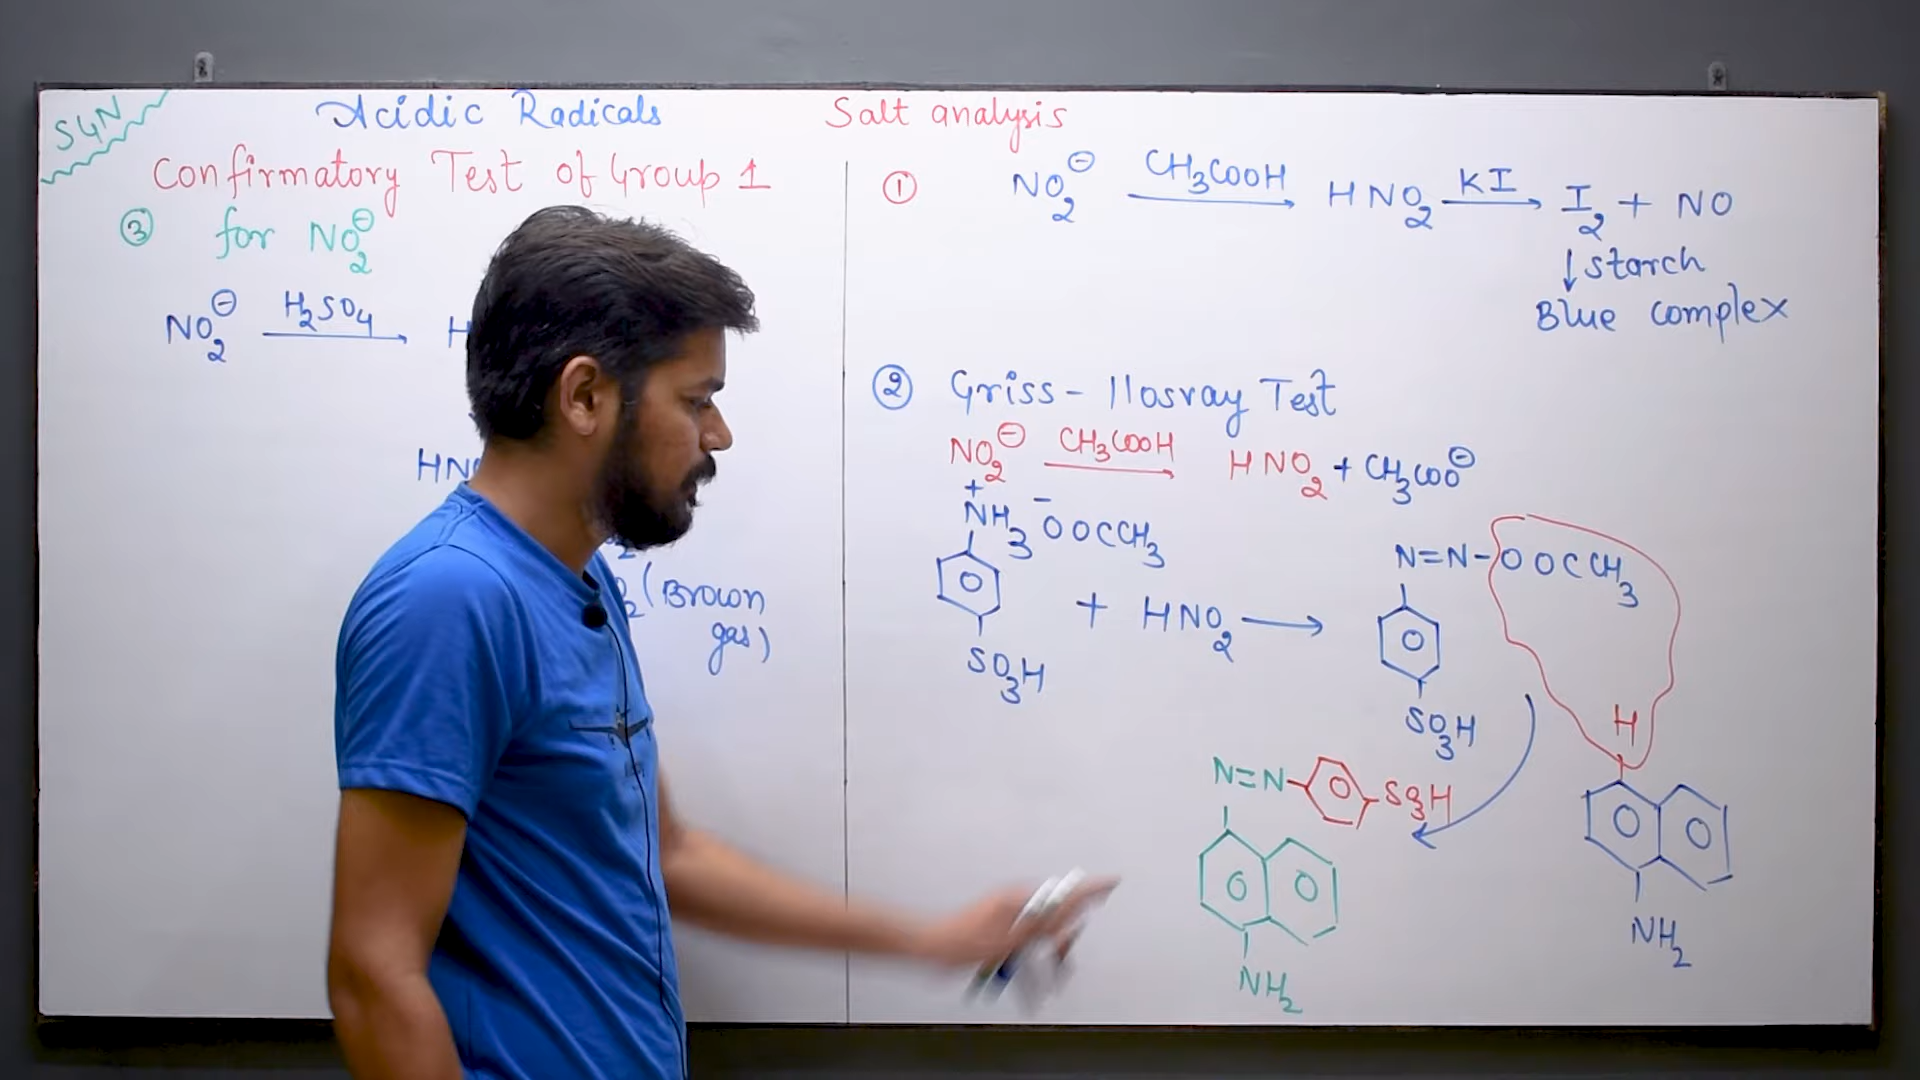 S4N
Acidic Radicals
Salt analysis
Confirmatory Test of Group 1
③ for NO₂⊖
NO₂⊖ H₂SO₄ → H
HNO
(Brown
gas)
① NO₂⊖ CH₃COOH → HNO₂ KI → I₂ + NO
↓ starch
Blue complex
② Griss - Ilosvay Test
NO₂⊖ CH₃COOH → HNO₂ + CH₃COO⊖
+NH₃ ⁻OOCCH₃
N=N-OOCCH₃
+ HNO₂ →
SO₃H
SO₃H
H
N=N- -SO₃H
NH₂
NH₂